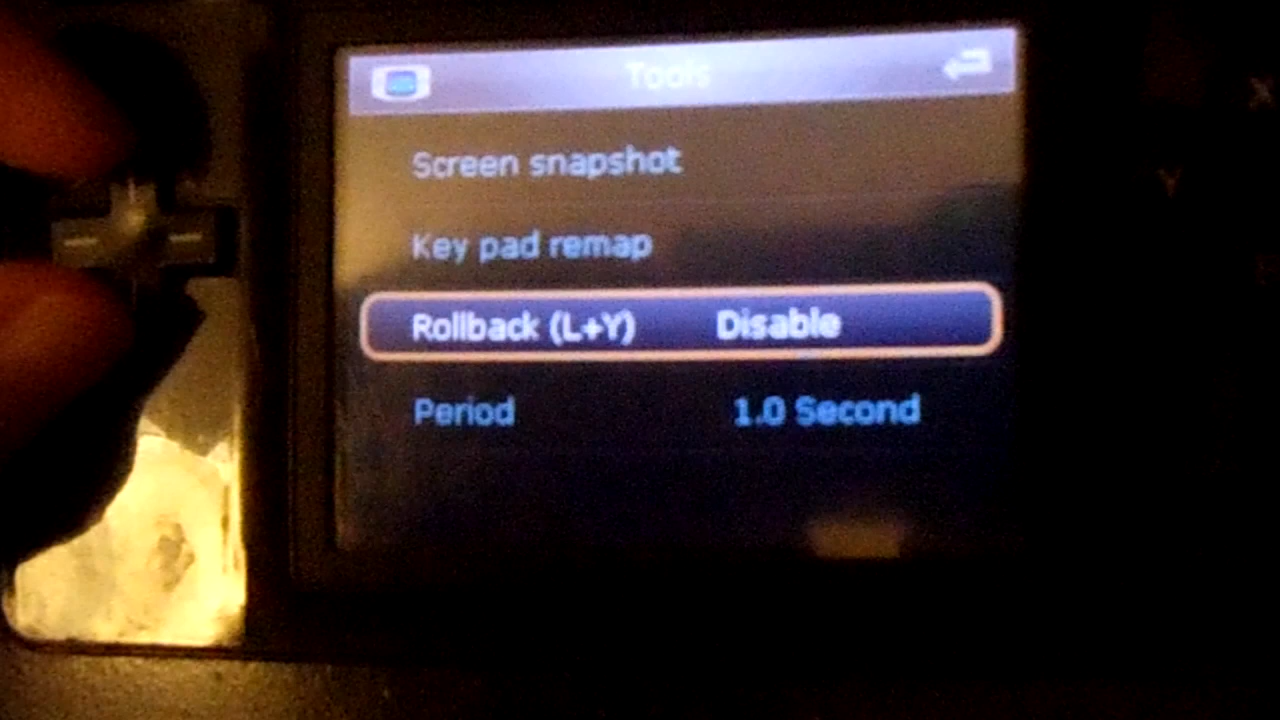 Tools
Screen snapshot
Key pad remap
Rollback (L+Y) Disable
Period 1.0 Second
X
Y